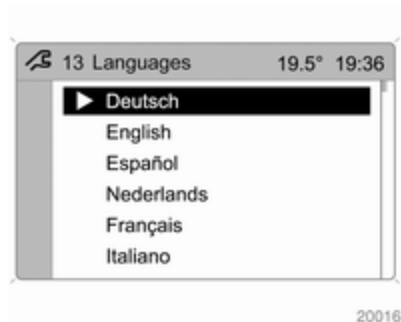 13 Languages 19.5° 19:36
Deutsch
English
Español
Nederlands
Français
Italiano
20016